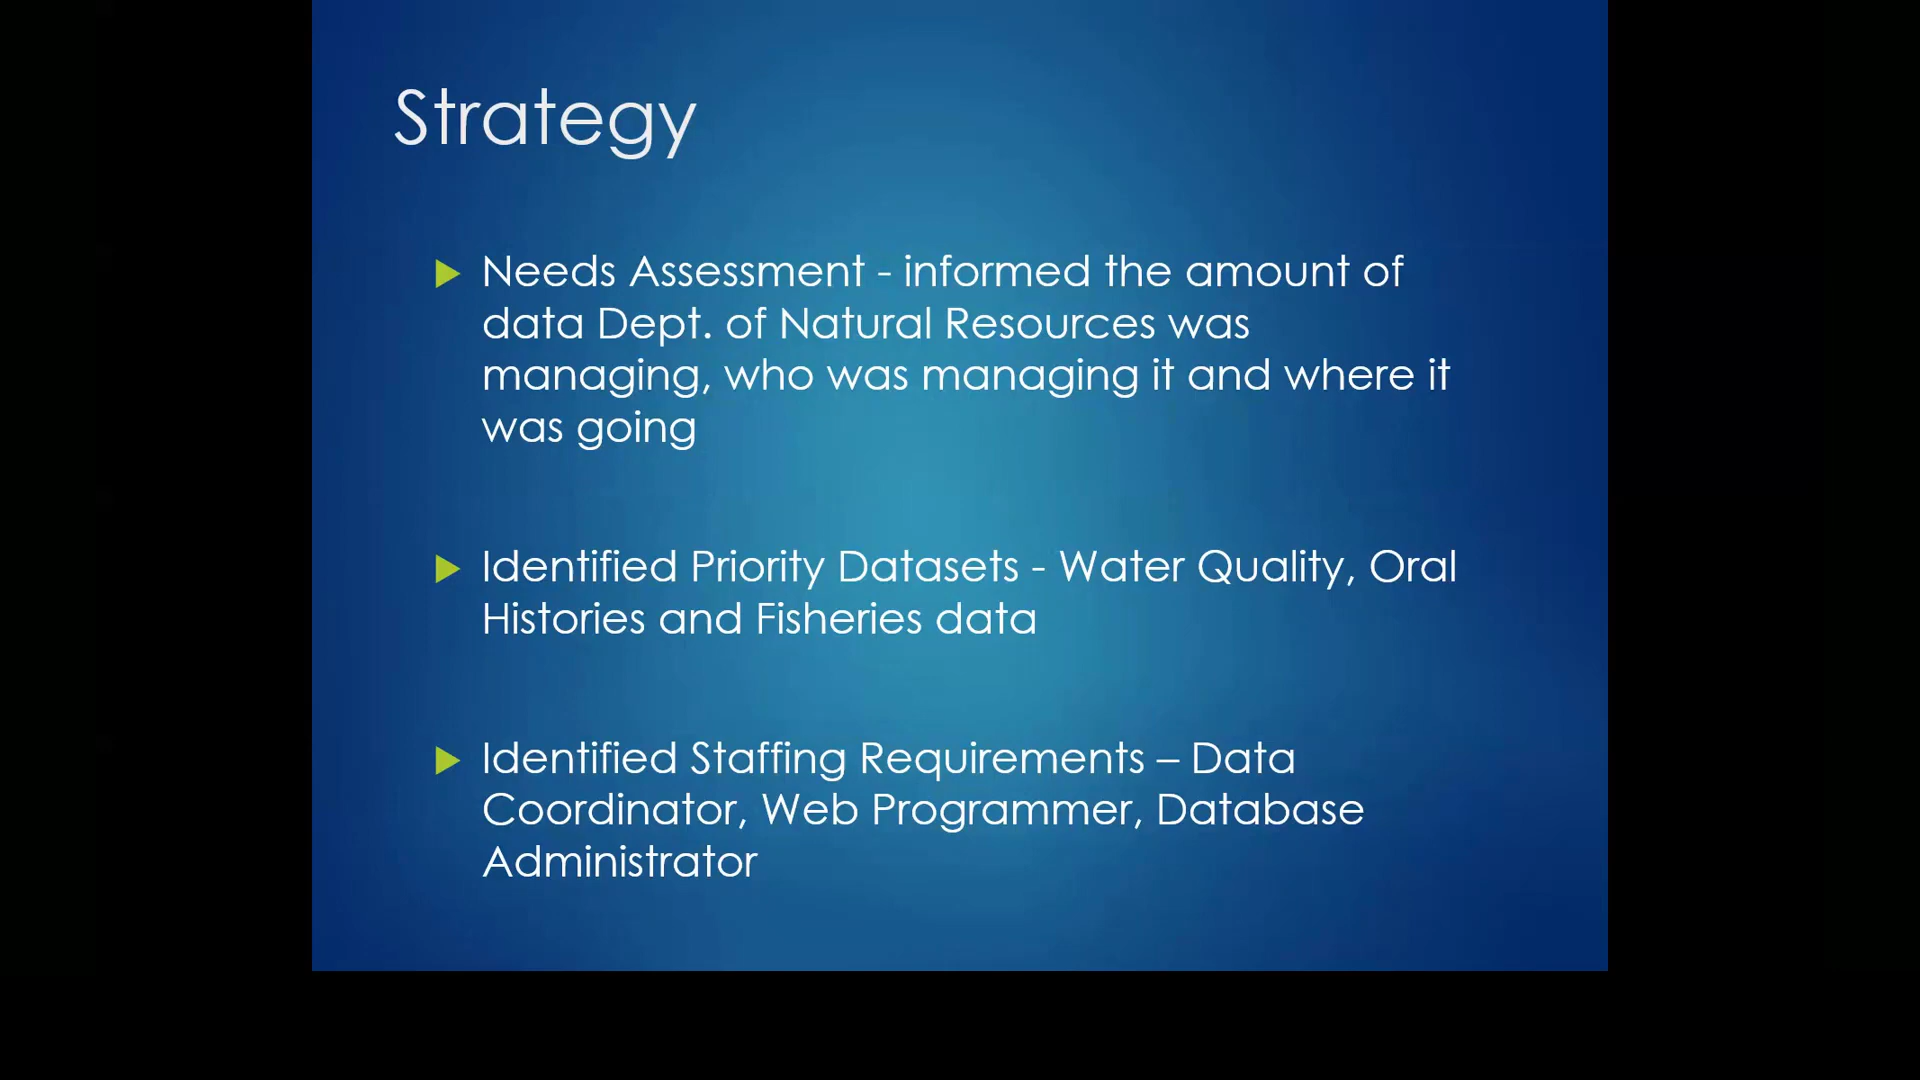 Strategy
Needs Assessment - informed the amount of
data Dept. of Natural Resources was
managing, who was managing it and where it
was going
Identified Priority Datasets - Water Quality, Oral
Histories and Fisheries data
Identified Staffing Requirements – Data
Coordinator, Web Programmer, Database
Administrator